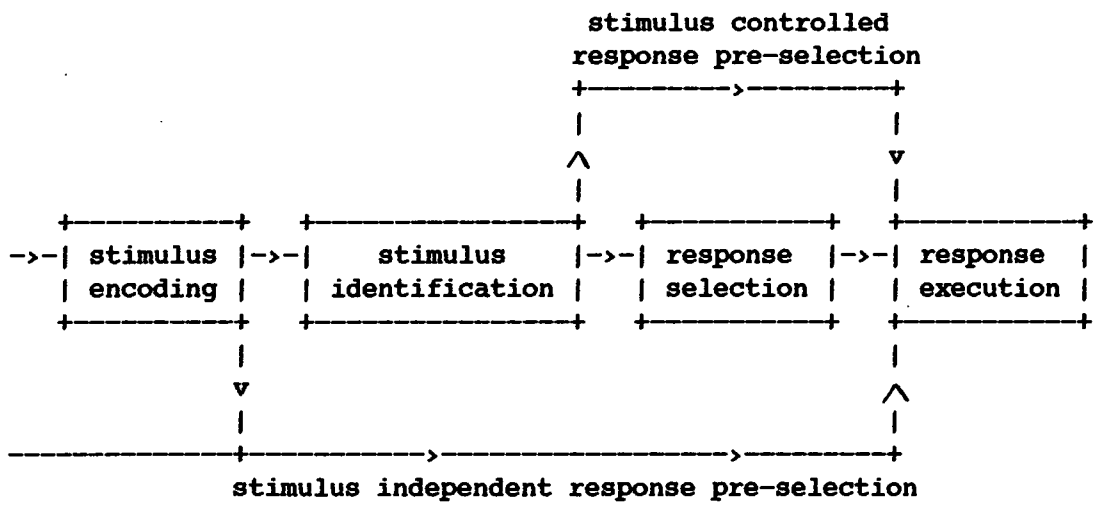 stimulus controlled
response pre-selection
stimulus stimulus response response
encoding identification selection execution
stimulus independent response pre-selection